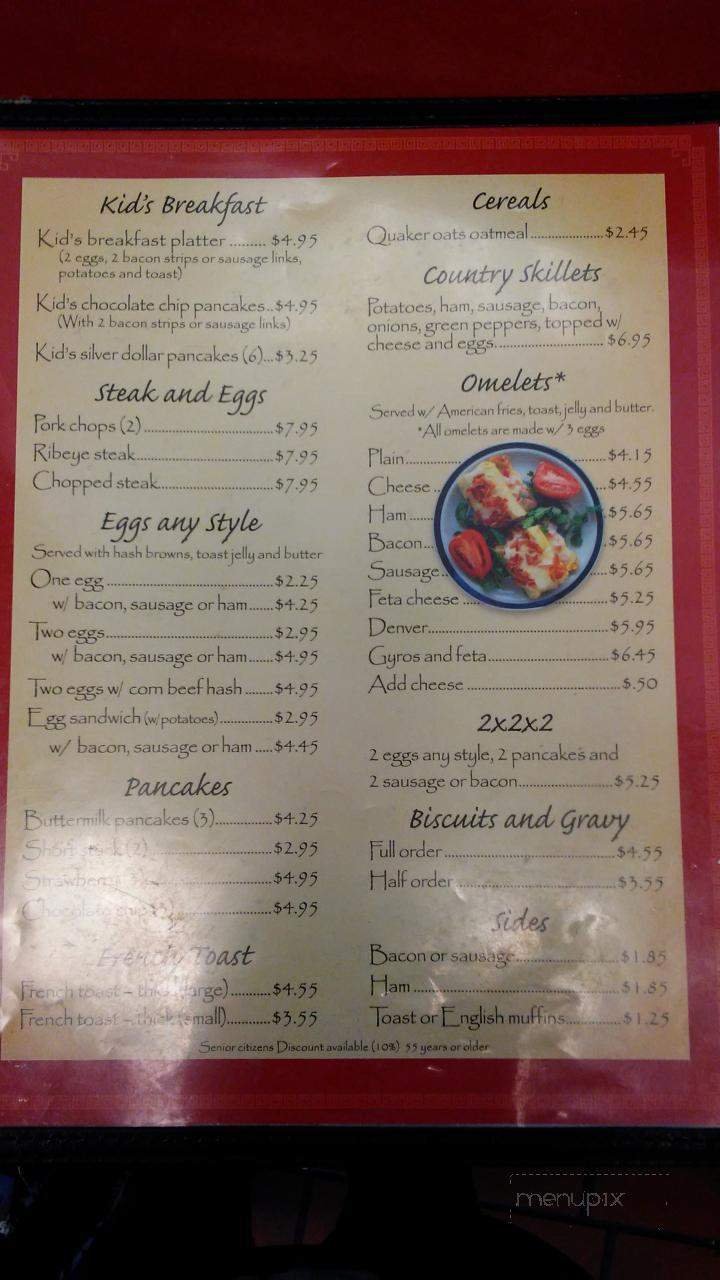 Kid's Breakfast
Kid's breakfast platter ......... $4.95
(2 eggs, 2 bacon strips or sausage links,
potatoes and toast)
Kid's chocolate chip pancakes..$4.95
(With 2 bacon strips or sausage links)
Kid's silver dollar pancakes (6)...$3.25
Steak and Eggs
Pork chops (2)..............................$7.95
Ribeye steak................................$7.95
Chopped steak...........................$7.95
Eggs any Style
Served with hash browns, toast jelly and butter
One egg.......................................$2.25
w/ bacon, sausage or ham......$4.25
Two eggs.......................................$2.95
w/ bacon, sausage or ham......$4.95
Two eggs w/ corn beef hash.......$4.95
Egg sandwich (w/potatoes).............$2.95
w/ bacon, sausage or ham.....$4.45
Pancakes
Buttermilk pancakes (3)..............$4.25
Short stack (2)...........................$2.95
Strawberry...........................$4.95
Chocolate chip...........................$4.95
French Toast
French toast – thick (large)..........$4.55
French toast – thick (small)...........$3.55
Cereals
Quaker oats oatmeal...................$2.45
Country Skillets
Potatoes, ham, sausage, bacon,
onions, green peppers, topped w/
cheese and eggs............................$6.95
Omelets*
Served w/ American fries, toast, jelly and butter.
*All omelets are made w/ 3 eggs
Plain....................$4.15
Cheese.....$4.55
Ham.......$5.65
Bacon....$5.65
Sausage......$5.65
Feta cheese....................$5.25
Denver................................................$5.95
Gyros and feta................................$6.45
Add cheese........................................$.50
2x2x2
2 eggs any style, 2 pancakes and
2 sausage or bacon.........................$5.25
Biscuits and Gravy
Full order............................................$4.55
Half order..........................................$3.55
Sides
Bacon or sausage...........................$1.85
Ham.....................................................$1.85
Toast or English muffins..............$1.25
Senior citizens Discount available (10%) 55 years or older
menupix